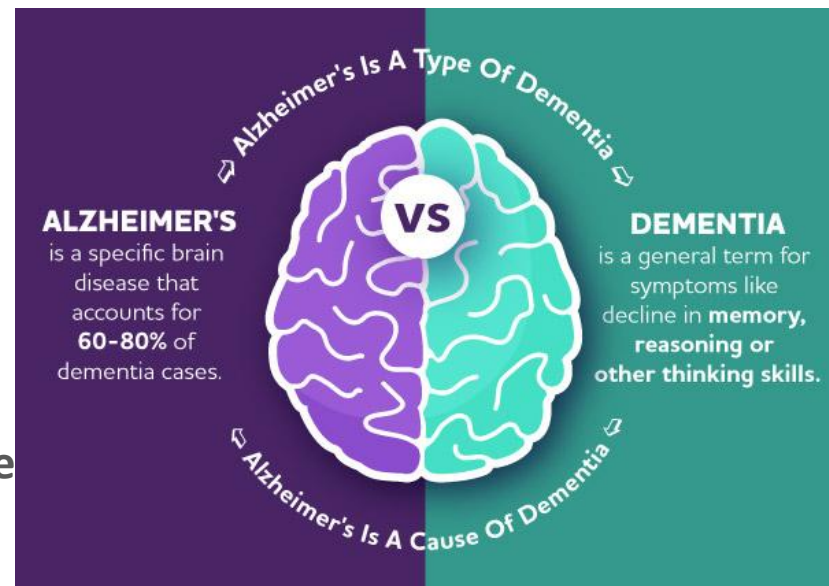 Alzheimer's Is A Type Of Dementia
VS
ALZHEIMER'S
is a specific brain
disease that
accounts for
60-80% of
dementia cases.
DEMENTIA
is a general term for
symptoms like
decline in memory,
reasoning or
other thinking skills.
e
Alzheimer's Is A Cause Of Dementia